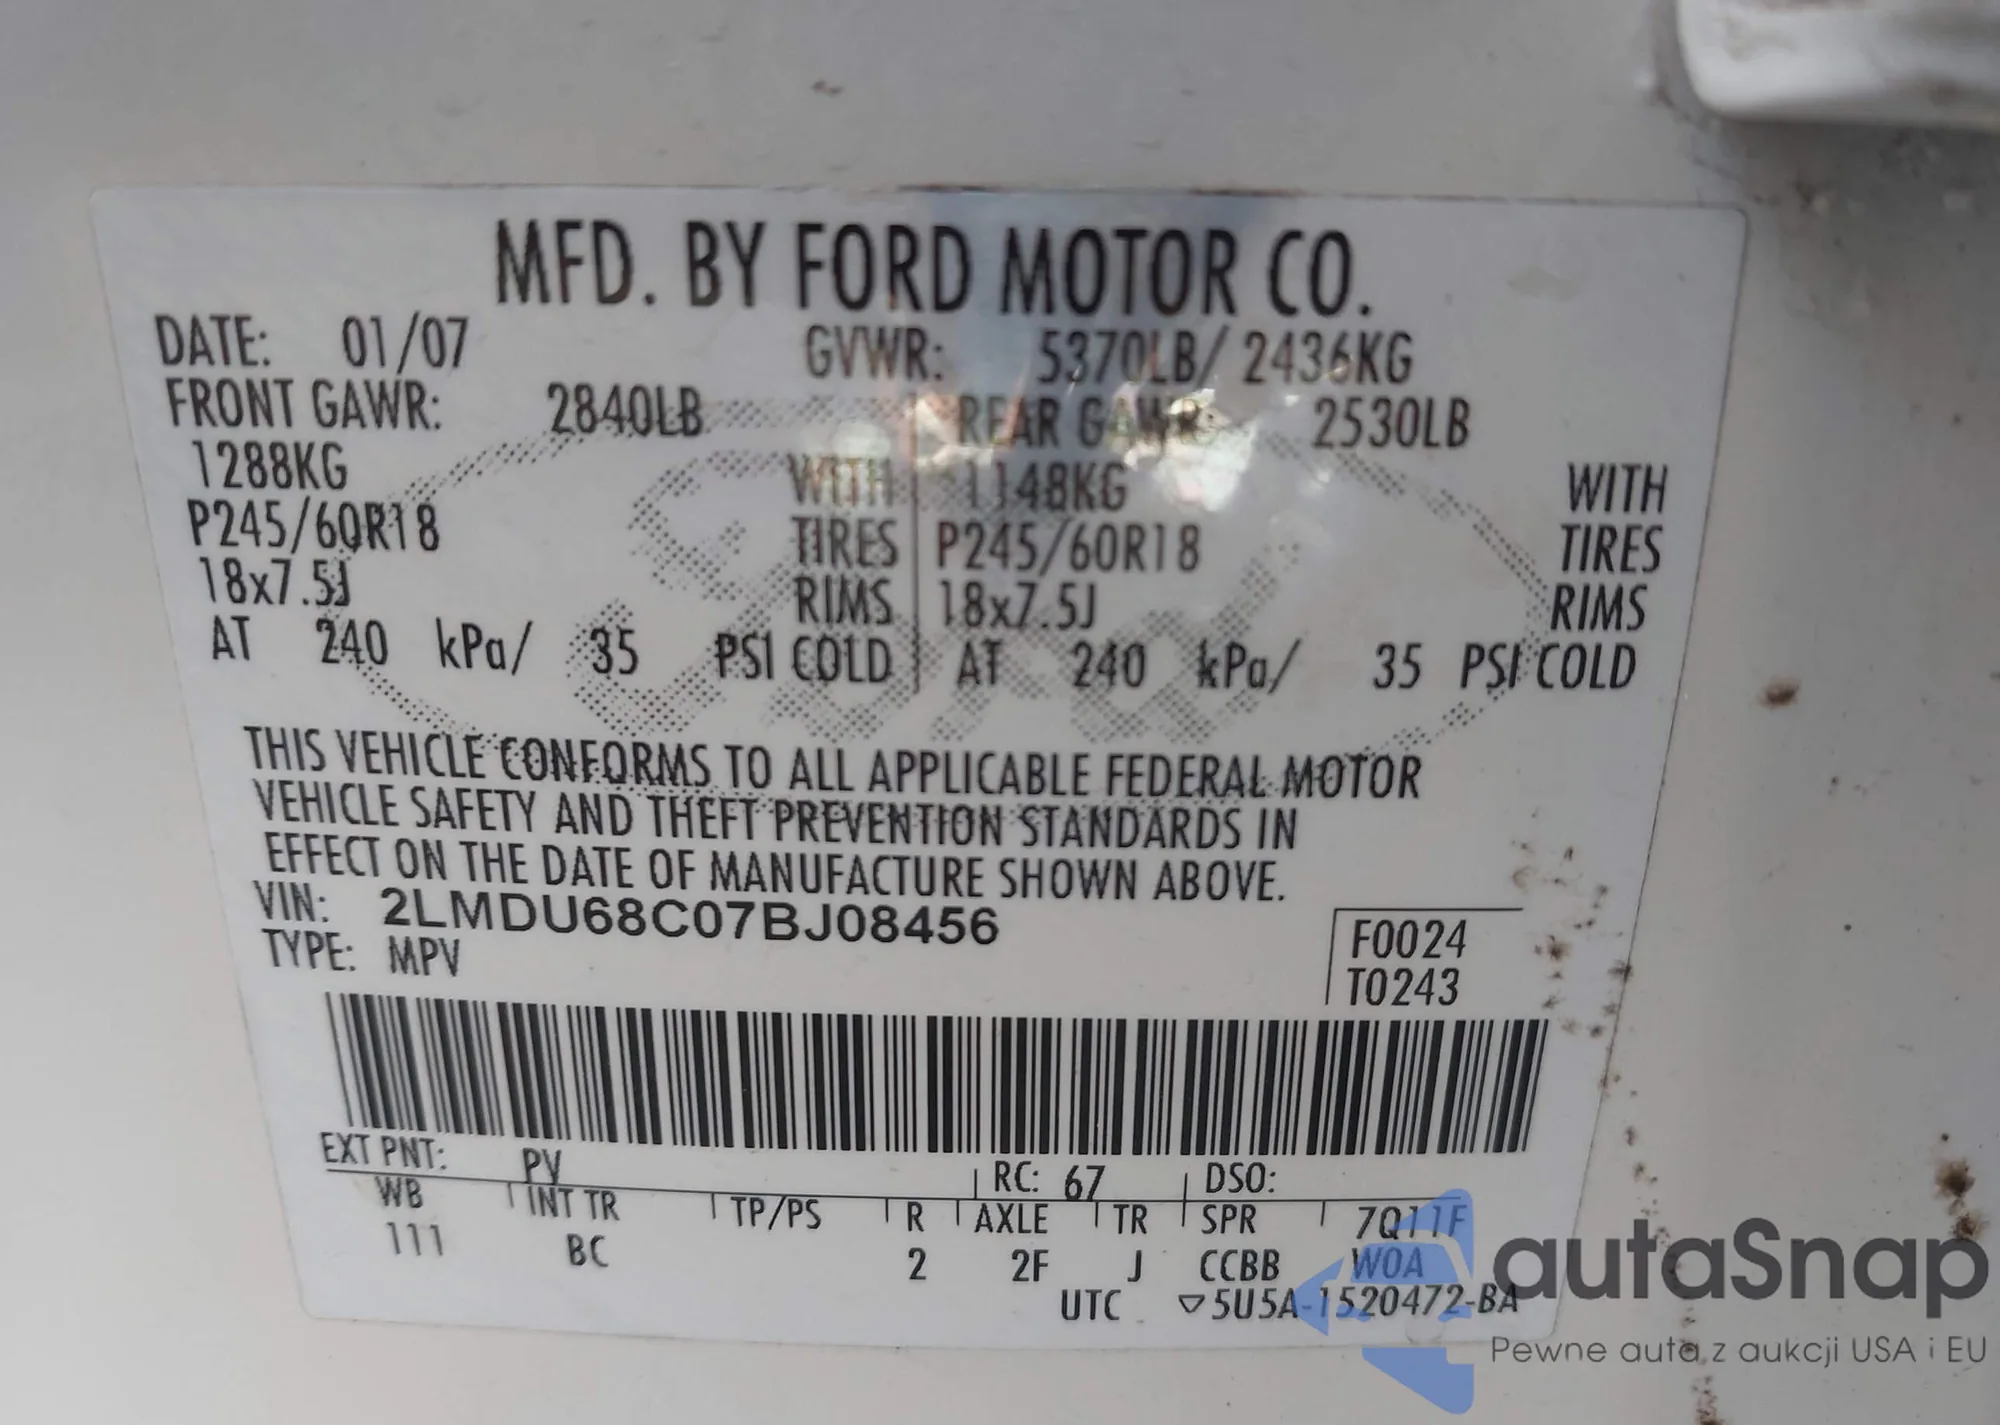 MFD. BY FORD MOTOR CO.
DATE: 01/07 GVWR: 5370LB/ 2436KG
FRONT GAWR: 2840LB REAR GAWR: 2530LB
1288KG WITH 1148KG WITH
P245/60R18 TIRES P245/60R18 TIRES
18x7.5J RIMS 18x7.5J RIMS
AT 240 kPa/ 35 PSI COLD AT 240 kPa/ 35 PSI COLD
Ford
THIS VEHICLE CONFORMS TO ALL APPLICABLE FEDERAL MOTOR
VEHICLE SAFETY AND THEFT PREVENTION STANDARDS IN
EFFECT ON THE DATE OF MANUFACTURE SHOWN ABOVE.
VIN: 2LMDU68C07BJ08456
TYPE: MPV
F0024
T0243
EXT PNT: PV RC: 67 DSO:
WB INT TR TP/PS R AXLE TR SPR 7Q11F
111 BC 2 2F J CCBB WOA
UTC ▽5U5A-1520472-BA
autaSnap
Pewne auta z aukcji USA i EU